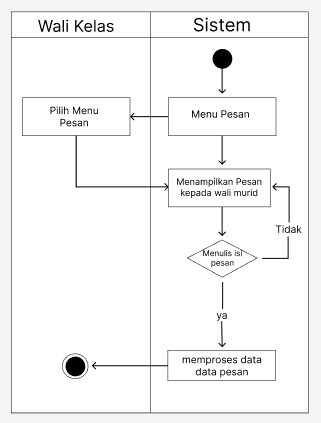 Wali Kelas
Sistem
Pilih Menu
Pesan
Menu Pesan
Menampilkan Pesan
kepada wali murid
Tidak
Menulis isi
pesan
ya
memproses data
data pesan